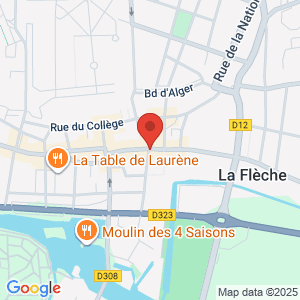 Rue de la Nation
Bd d'Alger
Rue du Collège
D12
La Table de Laurène
La Flèche
D323
Moulin des 4 Saisons
D308
Google
Map data ©2025